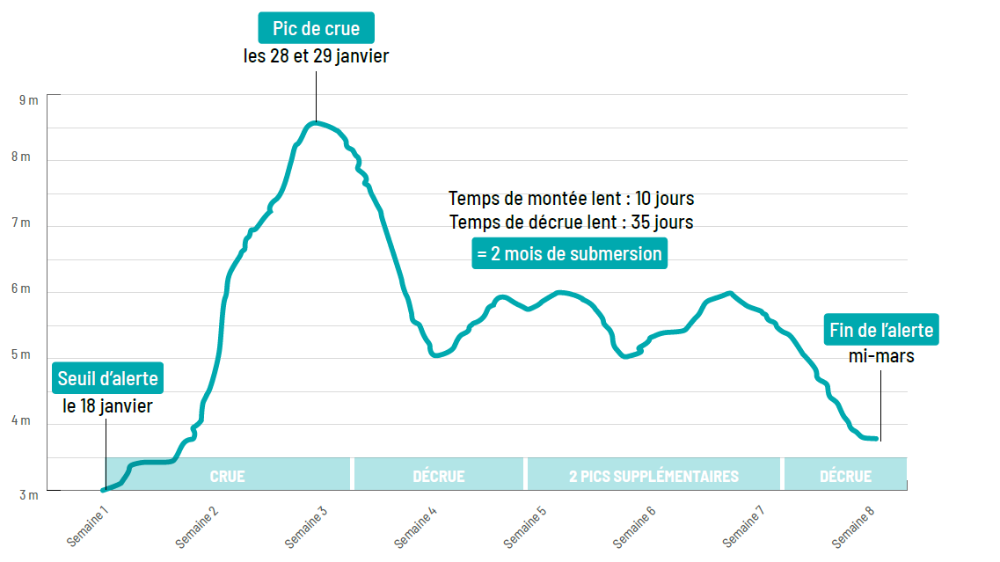 Pic de crue
les 28 et 29 janvier
9 m
8 m
7 m
6 m
5 m
4 m
3 m
Temps de montée lent : 10 jours
Temps de décrue lent : 35 jours
= 2 mois de submersion
Fin de l'alerte
mi-mars
Seuil d'alerte
le 18 janvier
CRUE
DÉCRUE
2 PICS SUPPLÉMENTAIRES
DÉCRUE
Semaine 1
Semaine 2
Semaine 3
Semaine 4
Semaine 5
Semaine 6
Semaine 7
Semaine 8